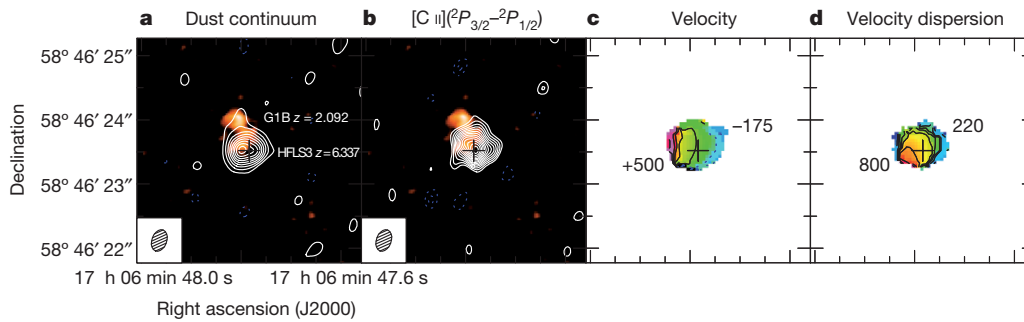 a Dust continuum
b [C II](²P3/2–²P1/2)
c Velocity
d Velocity dispersion
Declination
58° 46′ 25″
58° 46′ 24″
58° 46′ 23″
58° 46′ 22″
G1B z = 2.092
HFLS3 z=6.337
–175
+500
220
800
17 h 06 min 48.0 s
17 h 06 min 47.6 s
Right ascension (J2000)